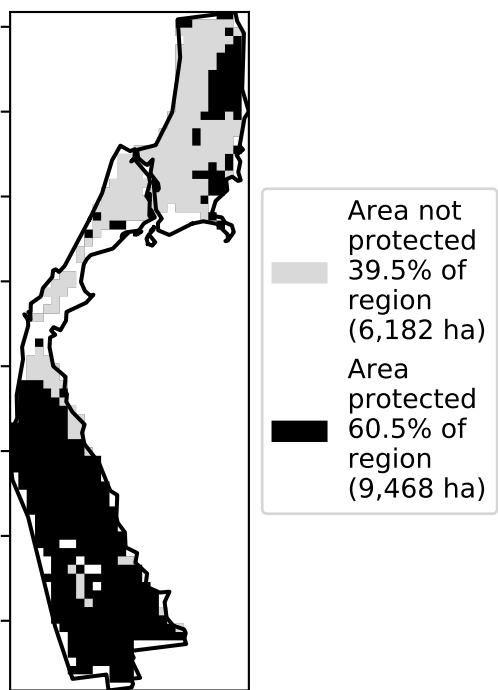 Area not
protected
39.5% of
region
(6,182 ha)
Area
protected
60.5% of
region
(9,468 ha)